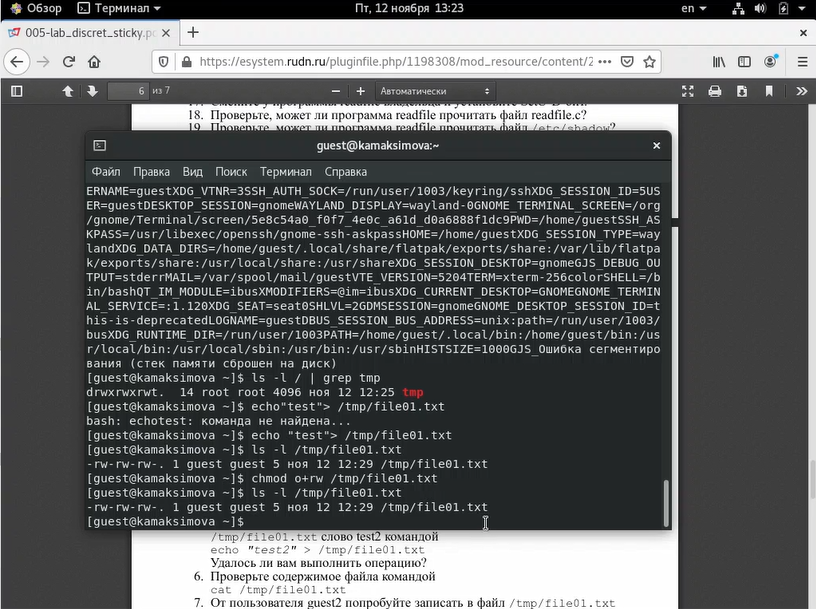 Обзор Терминал Пт, 12 ноября 13:23 en
005-lab_discret_sticky.p
https://esystem.rudn.ru/pluginfile.php/1198308/mod_resource/content/2
6 из 7 Автоматически
18. Проверьте, может ли программа readfile прочитать файл readfile.c?
19. Проверьте, может ли программа readfile прочитать файл /etc/shadow?
guest@kamaksimova:~
Файл Правка Вид Поиск Терминал Справка
ERNAME=guestXDG_VTNR=3SSH_AUTH_SOCK=/run/user/1003/keyring/sshXDG_SESSION_ID=5US
ER=guestDESKTOP_SESSION=gnomeWAYLAND_DISPLAY=wayland-0GNOME_TERMINAL_SCREEN=/org
/gnome/Terminal/screen/5e8c54a0_f0f7_4e0c_a61d_d0a6888f1dc9PWD=/home/guestSSH_AS
KPASS=/usr/libexec/openssh/gnome-ssh-askpassHOME=/home/guestXDG_SESSION_TYPE=way
landXDG_DATA_DIRS=/home/guest/.local/share/flatpak/exports/share:/var/lib/flatpa
k/exports/share:/usr/local/share:/usr/shareXDG_SESSION_DESKTOP=gnomeGJS_DEBUG_OU
TPUT=stderrMAIL=/var/spool/mail/guestVTE_VERSION=5204TERM=xterm-256colorSHELL=/b
in/bashQT_IM_MODULE=ibusXMODIFIERS=@im=ibusXDG_CURRENT_DESKTOP=GNOMEGNOME_TERMIN
AL_SERVICE=:1.120XDG_SEAT=seat0SHLVL=2GDMSESSION=gnomeGNOME_DESKTOP_SESSION_ID=t
his-is-deprecatedLOGNAME=guestDBUS_SESSION_BUS_ADDRESS=unix:path=/run/user/1003/
busXDG_RUNTIME_DIR=/run/user/1003PATH=/home/guest/.local/bin:/home/guest/bin:/us
r/local/bin:/usr/local/sbin:/usr/bin:/usr/sbinHISTSIZE=1000GJS_Ошибка сегментиро
вания (стек памяти сброшен на диск)
[guest@kamaksimova ~]$ ls -l / | grep tmp
drwxrwxrwt. 14 root root 4096 ноя 12 12:25 tmp
[guest@kamaksimova ~]$ echo"test"> /tmp/file01.txt
bash: echotest: команда не найдена...
[guest@kamaksimova ~]$ echo "test"> /tmp/file01.txt
[guest@kamaksimova ~]$ ls -l /tmp/file01.txt
-rw-rw-rw-. 1 guest guest 5 ноя 12 12:29 /tmp/file01.txt
[guest@kamaksimova ~]$ chmod o+rw /tmp/file01.txt
[guest@kamaksimova ~]$ ls -l /tmp/file01.txt
-rw-rw-rw-. 1 guest guest 5 ноя 12 12:29 /tmp/file01.txt
[guest@kamaksimova ~]$
/tmp/file01.txt слово test2 командой
echo "test2" > /tmp/file01.txt
Удалось ли вам выполнить операцию?
6. Проверьте содержимое файла командой
cat /tmp/file01.txt
7. От пользователя guest2 попробуйте записать в файл /tmp/file01.txt